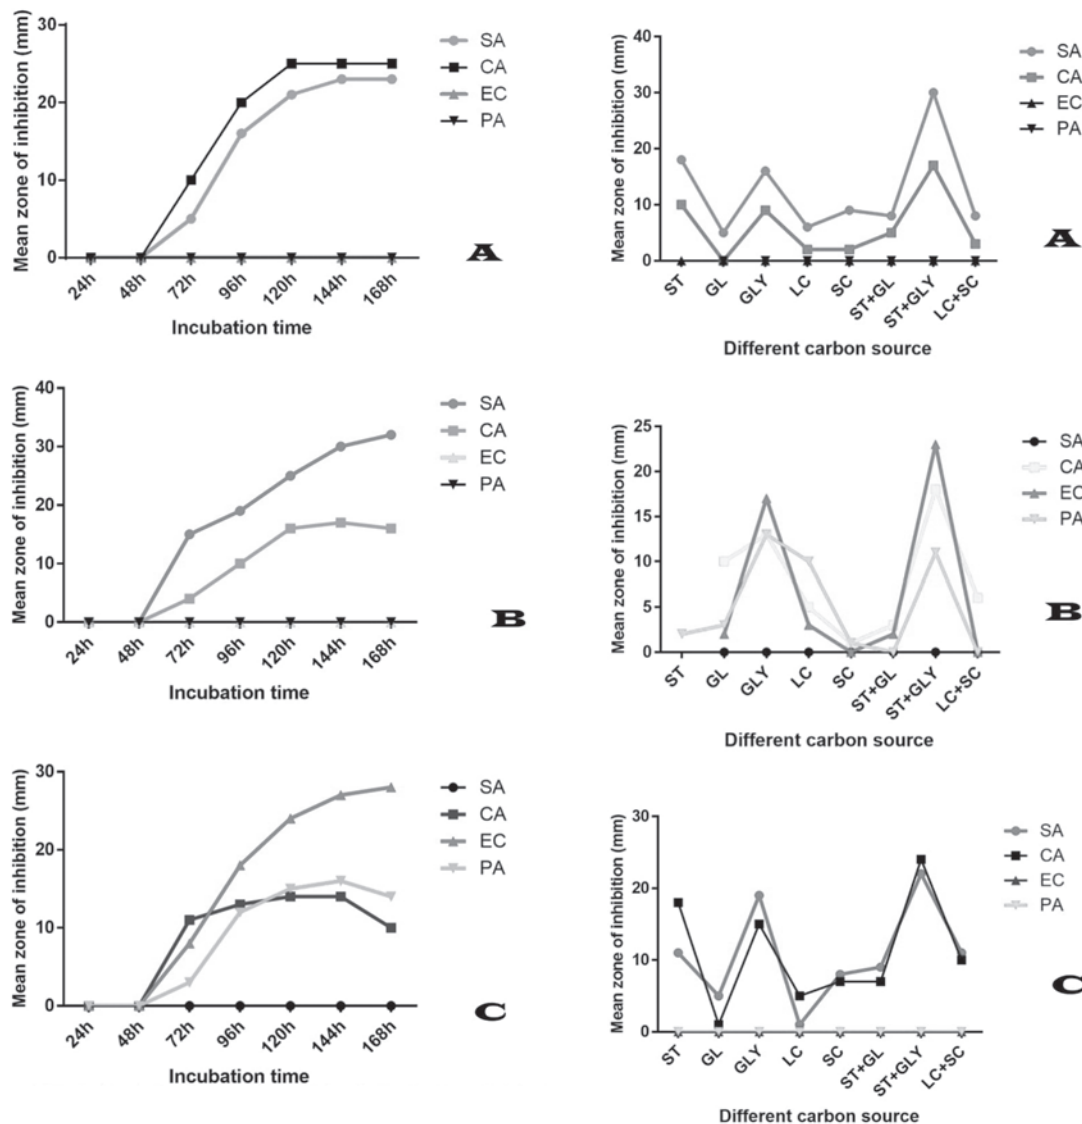 Mean zone of inhibition (mm)
30
20
10
0
24h
48h
72h
96h
120h
144h
168h
Incubation time
SA
CA
EC
PA
A
Mean zone of inhibition (mm)
40
30
20
10
0
ST
GL
GLY
LC
SC
ST+GL
ST+GLY
LC+SC
Different carbon source
SA
CA
EC
PA
A
Mean zone of inhibition (mm)
40
30
20
10
0
24h
48h
72h
96h
120h
144h
168h
Incubation time
SA
CA
EC
PA
B
Mean zone of inhibition (mm)
25
20
15
10
5
0
ST
GL
GLY
LC
SC
ST+GL
ST+GLY
LC+SC
Different carbon source
SA
CA
EC
PA
B
Mean zone of inhibition (mm)
30
20
10
0
24h
48h
72h
96h
120h
144h
168h
Incubation time
SA
CA
EC
PA
C
Mean zone of inhibition (mm)
30
20
10
0
ST
GL
GLY
LC
SC
ST+GL
ST+GLY
LC+SC
Different carbon source
SA
CA
EC
PA
C